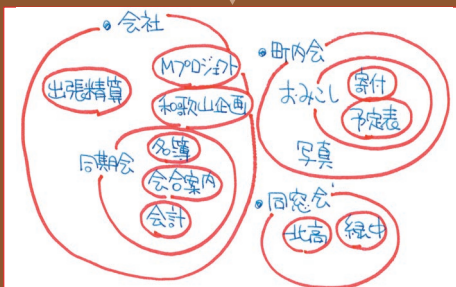 • 会社
Mプロジェクト
出張精算
和歌山企画
同期会
名簿
会合案内
会計
• 町内会
おみこし
寄付
予定表
写真
• 同窓会
北高
緑中